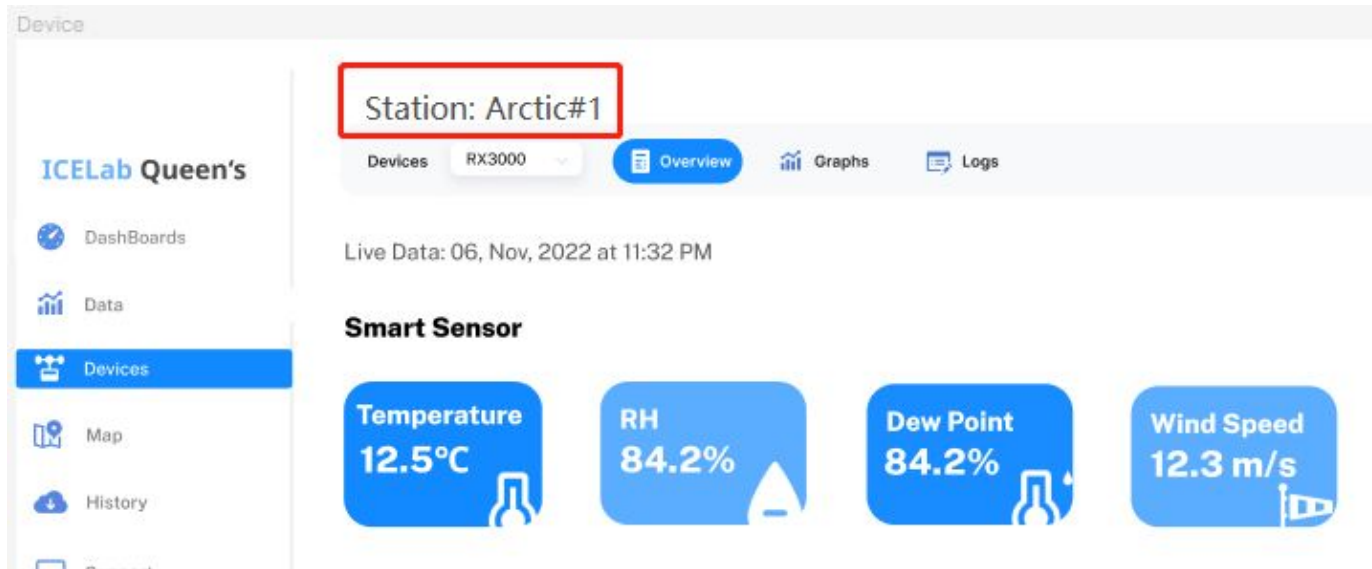 Device
Station: Arctic#1
ICELab Queen‘s
Devices RX3000 Overview Graphs Logs
DashBoards
Live Data: 06, Nov, 2022 at 11:32 PM
Data
Smart Sensor
Devices
Temperature
12.5°C
RH
84.2%
Dew Point
84.2%
Wind Speed
12.3 m/s
Map
History